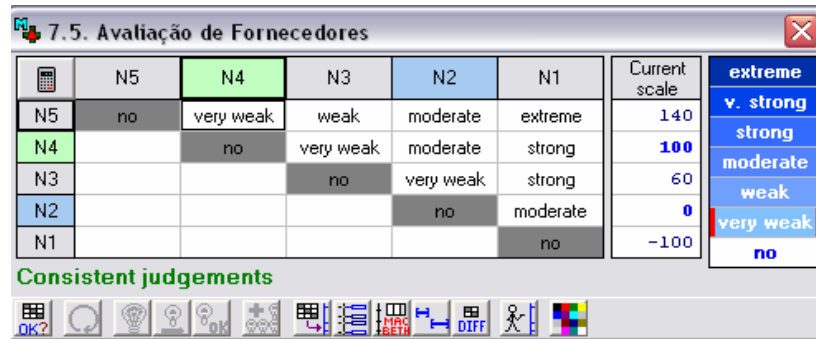 7.5. Avaliação de Fornecedores
N5 N4 N3 N2 N1 Current scale
N5 no very weak weak moderate extreme 140
N4 no very weak moderate strong 100
N3 no very weak strong 60
N2 no moderate 0
N1 no -100
extreme
v. strong
strong
moderate
weak
very weak
no
Consistent judgements
OK? OK MACBETH DIFF